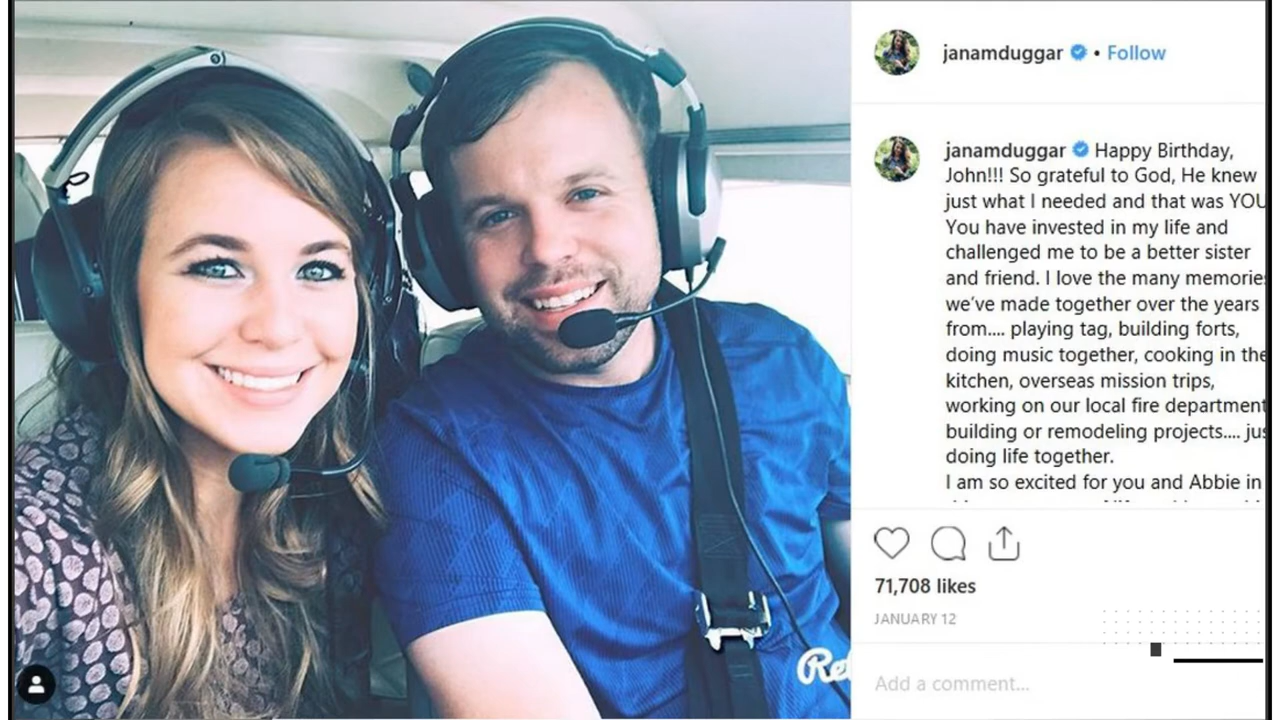 janamduggar • Follow
janamduggar Happy Birthday,
John!!! So grateful to God, He knew
just what I needed and that was YOU
You have invested in my life and
challenged me to be a better sister
and friend. I love the many memories
we've made together over the years
from.... playing tag, building forts,
doing music together, cooking in the
kitchen, overseas mission trips,
working on our local fire department
building or remodeling projects.... jus
doing life together.
I am so excited for you and Abbie in
71,708 likes
JANUARY 12
Add a comment...
Rel